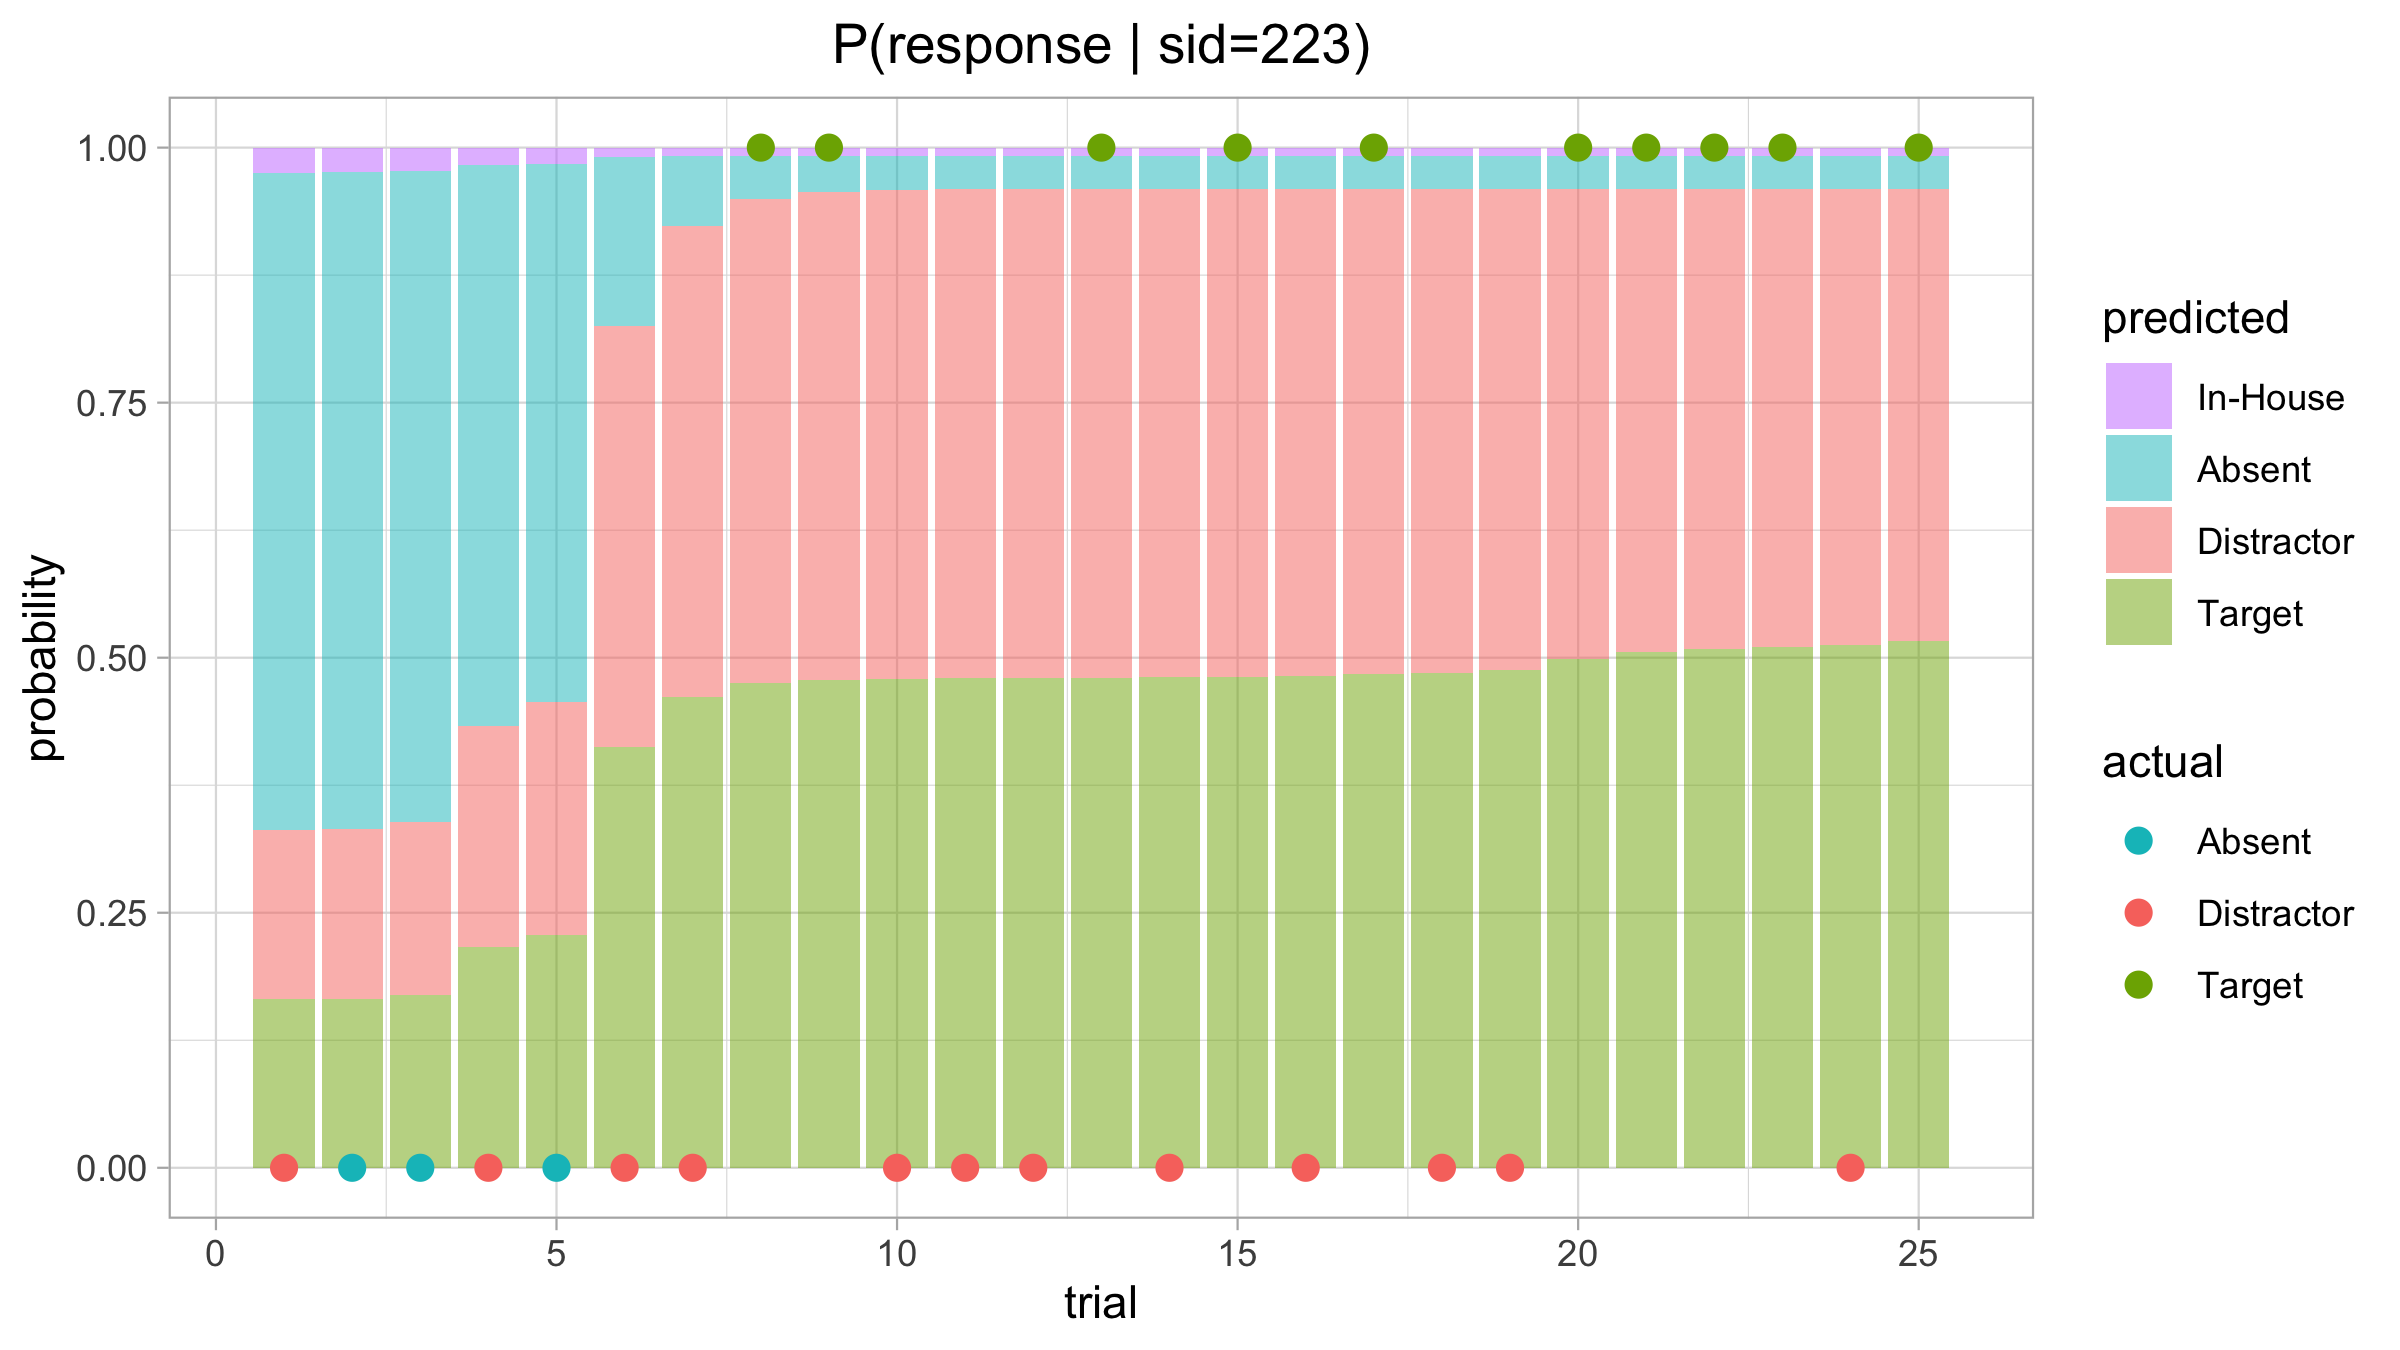 P(response | sid=223)
1.00
0.75
0.50
0.25
0.00
probability
0 5 10 15 20 25
trial
predicted
In-House
Absent
Distractor
Target
actual
Absent
Distractor
Target